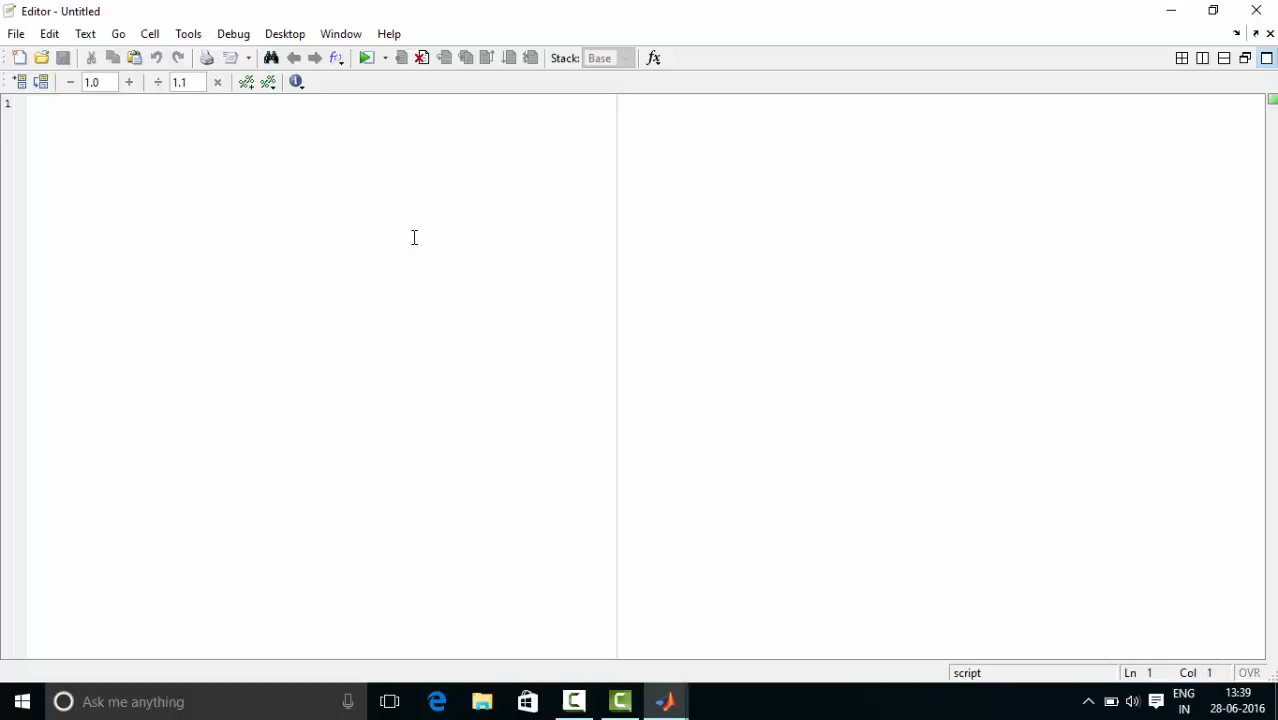 Editor - Untitled
File Edit Text Go Cell Tools Debug Desktop Window Help
Stack: Base fx
1.0 1.1
1
script Ln 1 Col 1 OVR
Ask me anything
ENG 13:39
IN 28-06-2016